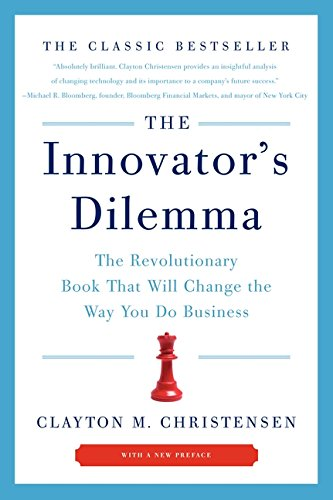 THE CLASSIC BESTSELLER
“Absolutely brilliant. Clayton Christensen provides an insightful analysis
of changing technology and its importance to a company’s future success.”
—Michael R. Bloomberg, founder, Bloomberg Financial Markets, and mayor of New York City
THE
Innovator’s
Dilemma
The Revolutionary
Book That Will Change the
Way You Do Business
CLAYTON M. CHRISTENSEN
WITH A NEW PREFACE